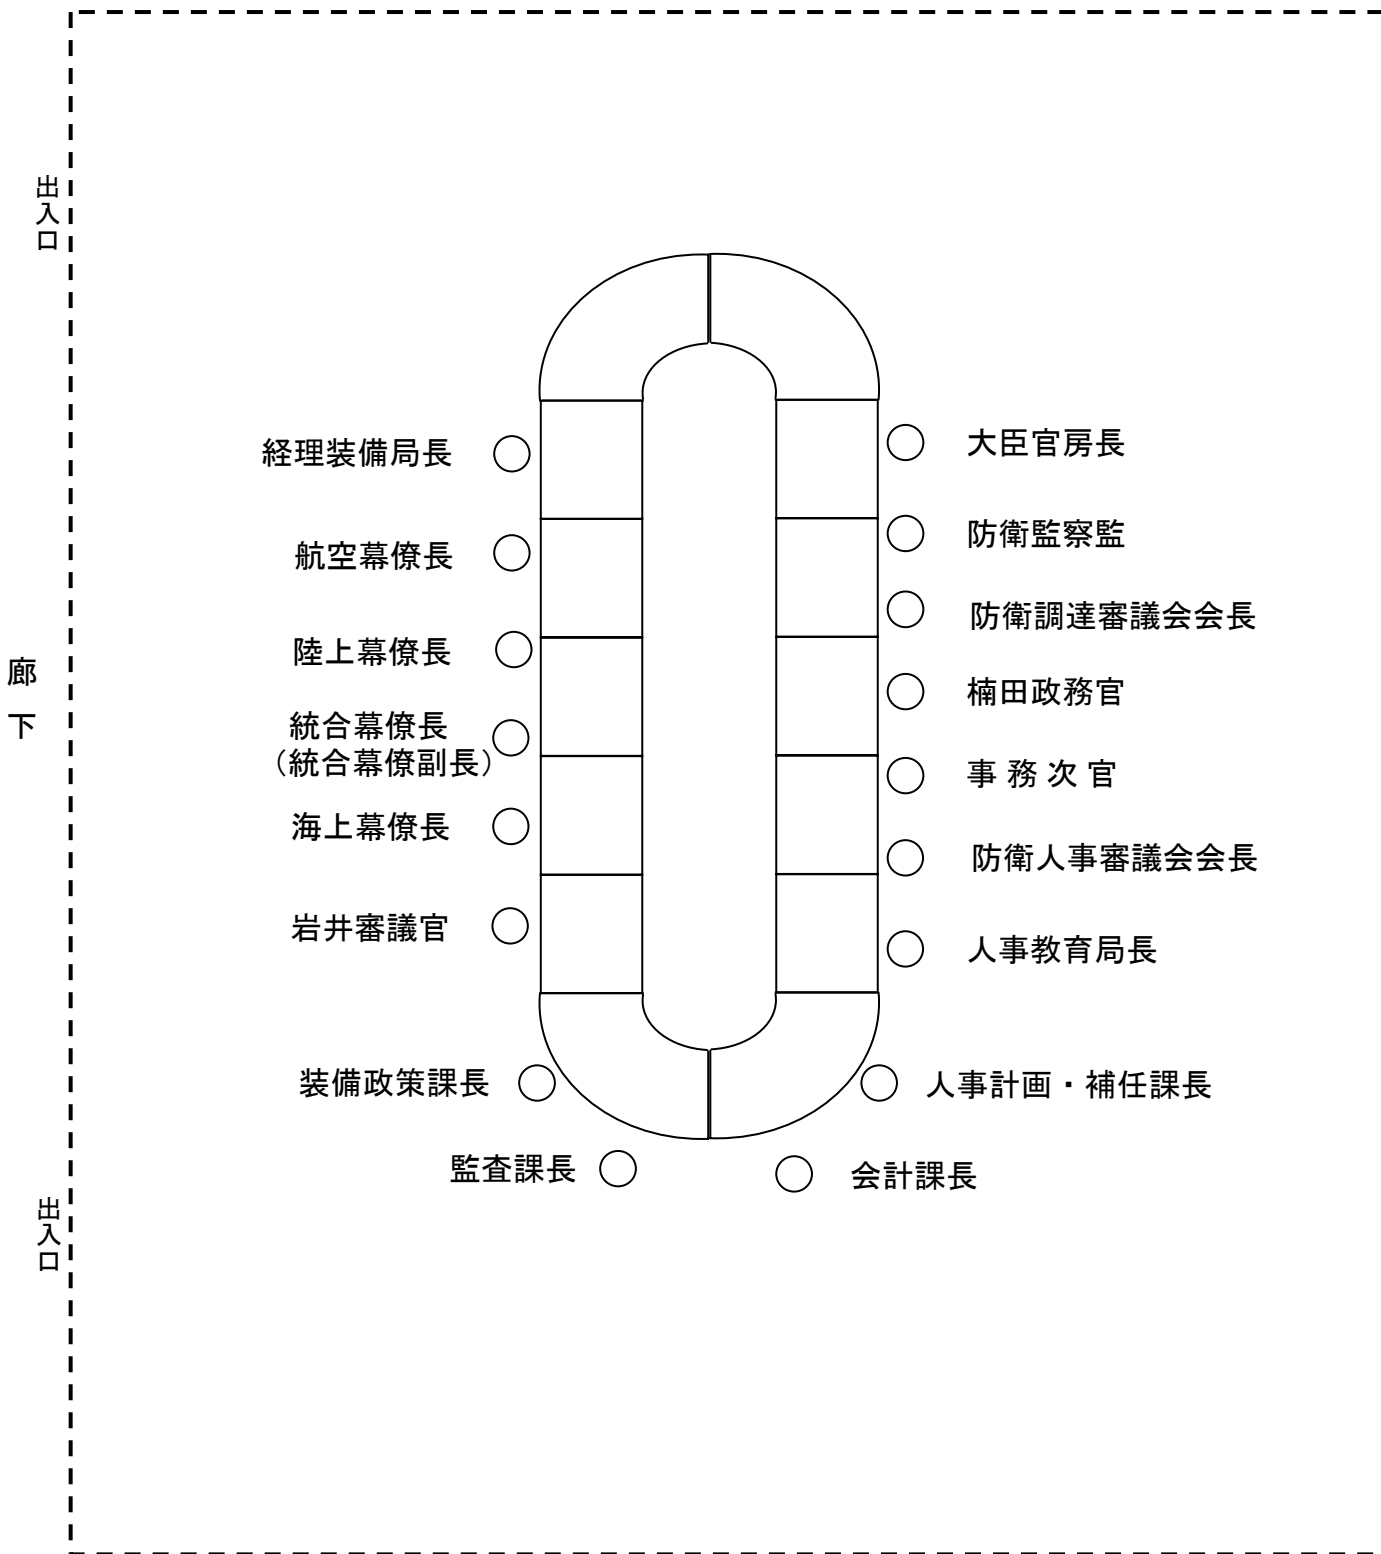 出入口
経理装備局長
大臣官房長
航空幕僚長
防衛監察監
防衛調達審議会会長
陸上幕僚長
廊下
楠田政務官
統合幕僚長
(統合幕僚副長)
事務次官
海上幕僚長
防衛人事審議会会長
岩井審議官
人事教育局長
装備政策課長
人事計画・補任課長
監査課長
会計課長
出入口